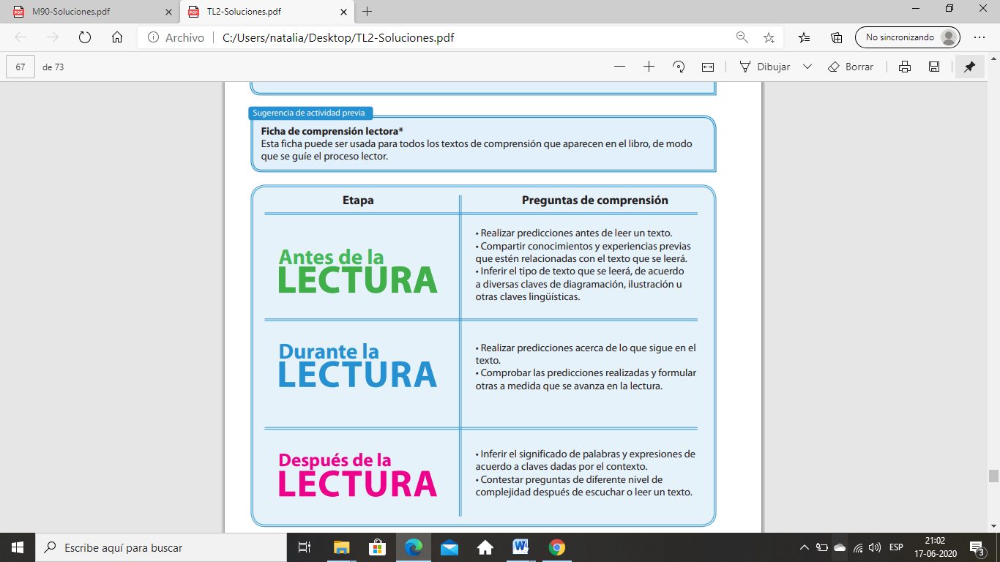 M90-Soluciones.pdf
TL2-Soluciones.pdf
Archivo
C:/Users/natalia/Desktop/TL2-Soluciones.pdf
No sincronizando
67
de 73
Dibujar
Borrar
Sugerencia de actividad previa
Ficha de comprensión lectora*
Esta ficha puede ser usada para todos los textos de comprensión que aparecen en el libro, de modo
que se guíe el proceso lector.
Etapa
Preguntas de comprensión
Antes de la
LECTURA
• Realizar predicciones antes de leer un texto.
• Compartir conocimientos y experiencias previas
que estén relacionadas con el texto que se leerá.
• Inferir el tipo de texto que se leerá, de acuerdo
a diversas claves de diagramación, ilustración u
otras claves lingüísticas.
Durante la
LECTURA
• Realizar predicciones acerca de lo que sigue en el
texto.
• Comprobar las predicciones realizadas y formular
otras a medida que se avanza en la lectura.
Después de la
LECTURA
• Inferir el significado de palabras y expresiones de
acuerdo a claves dadas por el contexto.
• Contestar preguntas de diferente nivel de
complejidad después de escuchar o leer un texto.
Escribe aquí para buscar
ESP
21:02
17-06-2020
3